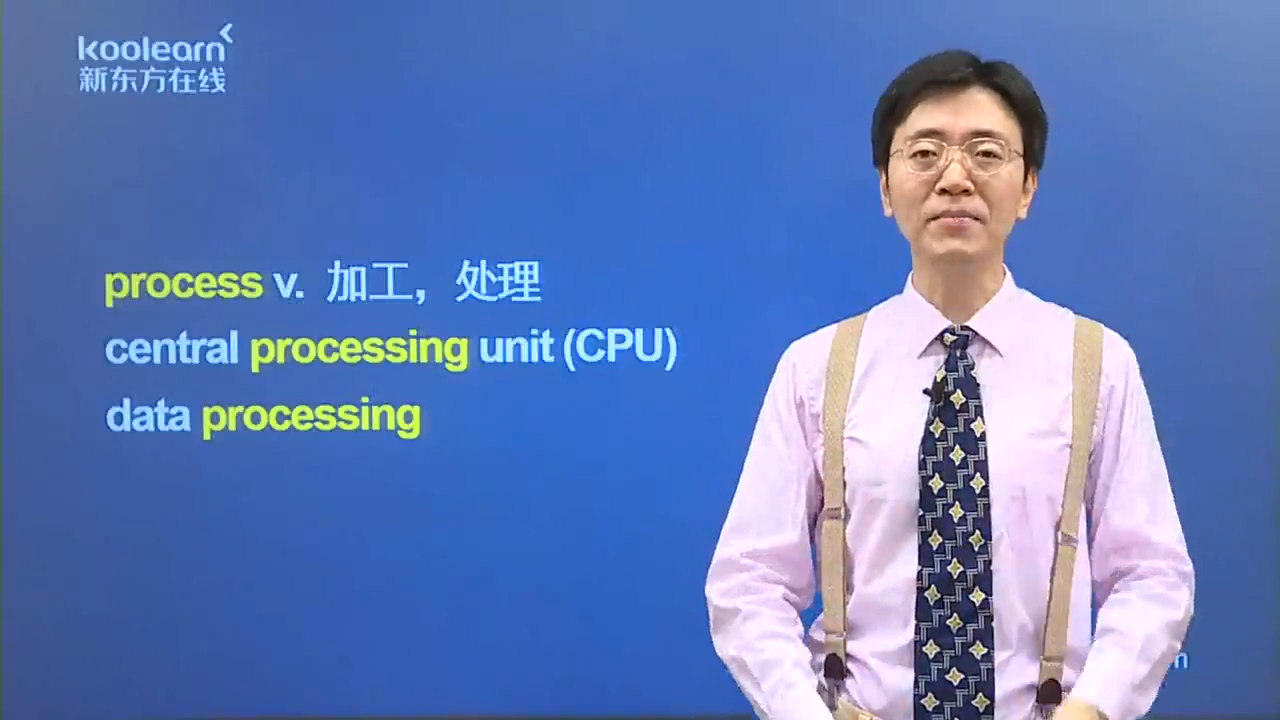 koolearn
新东方在线
process v. 加工，处理
central processing unit (CPU)
data processing